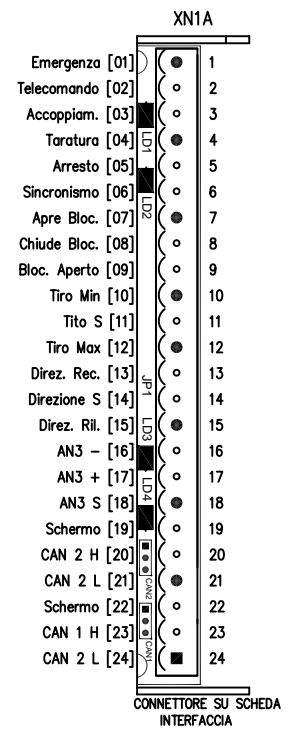 XN1A
Emergenza [01] 1
Telecomando [02] 2
Accoppiam. [03] 3
Taratura [04] LD1 4
Arresto [05] 5
Sincronismo [06] 6
Apre Bloc. [07] LD2 7
Chiude Bloc. [08] 8
Bloc. Aperto [09] 9
Tiro Min [10] 10
Tito S [11] 11
Tiro Max [12] 12
Direz. Rec. [13] JP1 13
Direzione S [14] 14
Direz. Ril. [15] LD3 15
AN3 - [16] 16
AN3 + [17] LD4 17
AN3 S [18] 18
Schermo [19] 19
CAN 2 H [20] 20
CAN 2 L [21] CAN2 21
Schermo [22] 22
CAN 1 H [23] 23
CAN 2 L [24] CAN1 24
CONNETTORE SU SCHEDA
INTERFACCIA